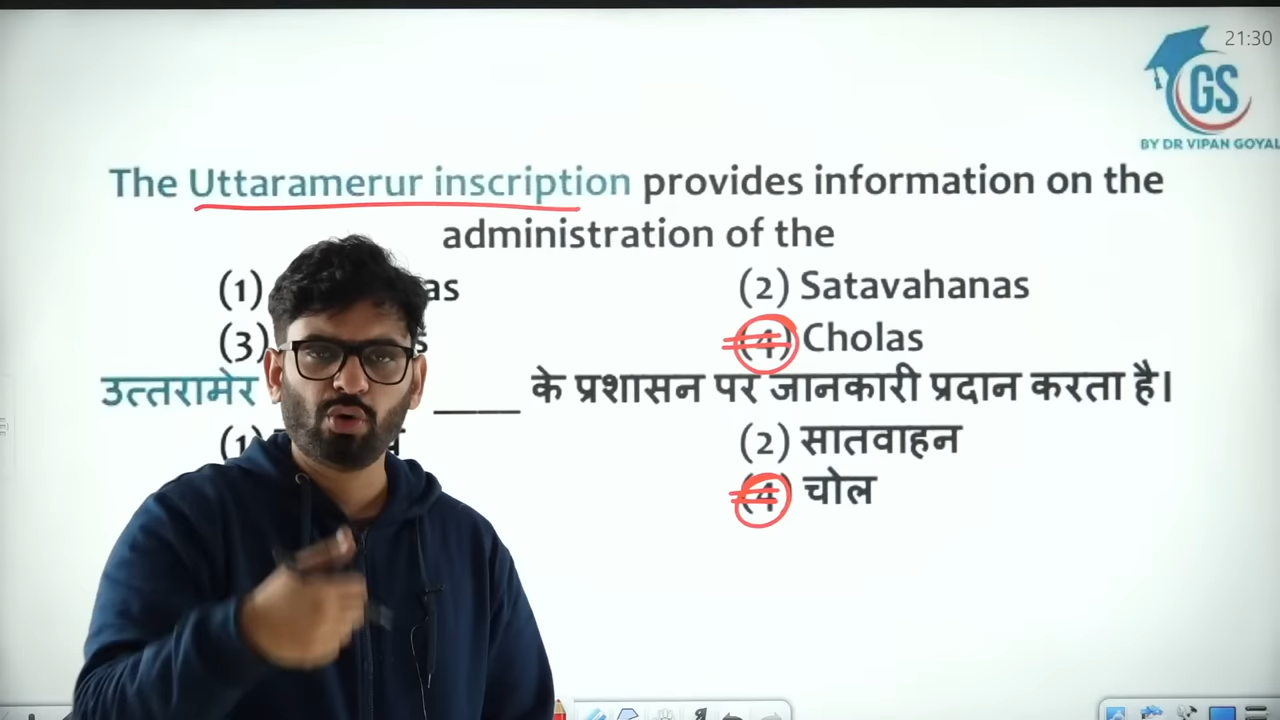 21:30
GS
BY DR VIPAN GOYAL
The Uttaramerur inscription provides information on the
administration of the
(1) (2) Satavahanas
(3) (4) Cholas
उत्तरामेर ____ के प्रशासन पर जानकारी प्रदान करता है।
(1) (2) सातवाहन
(4) चोल